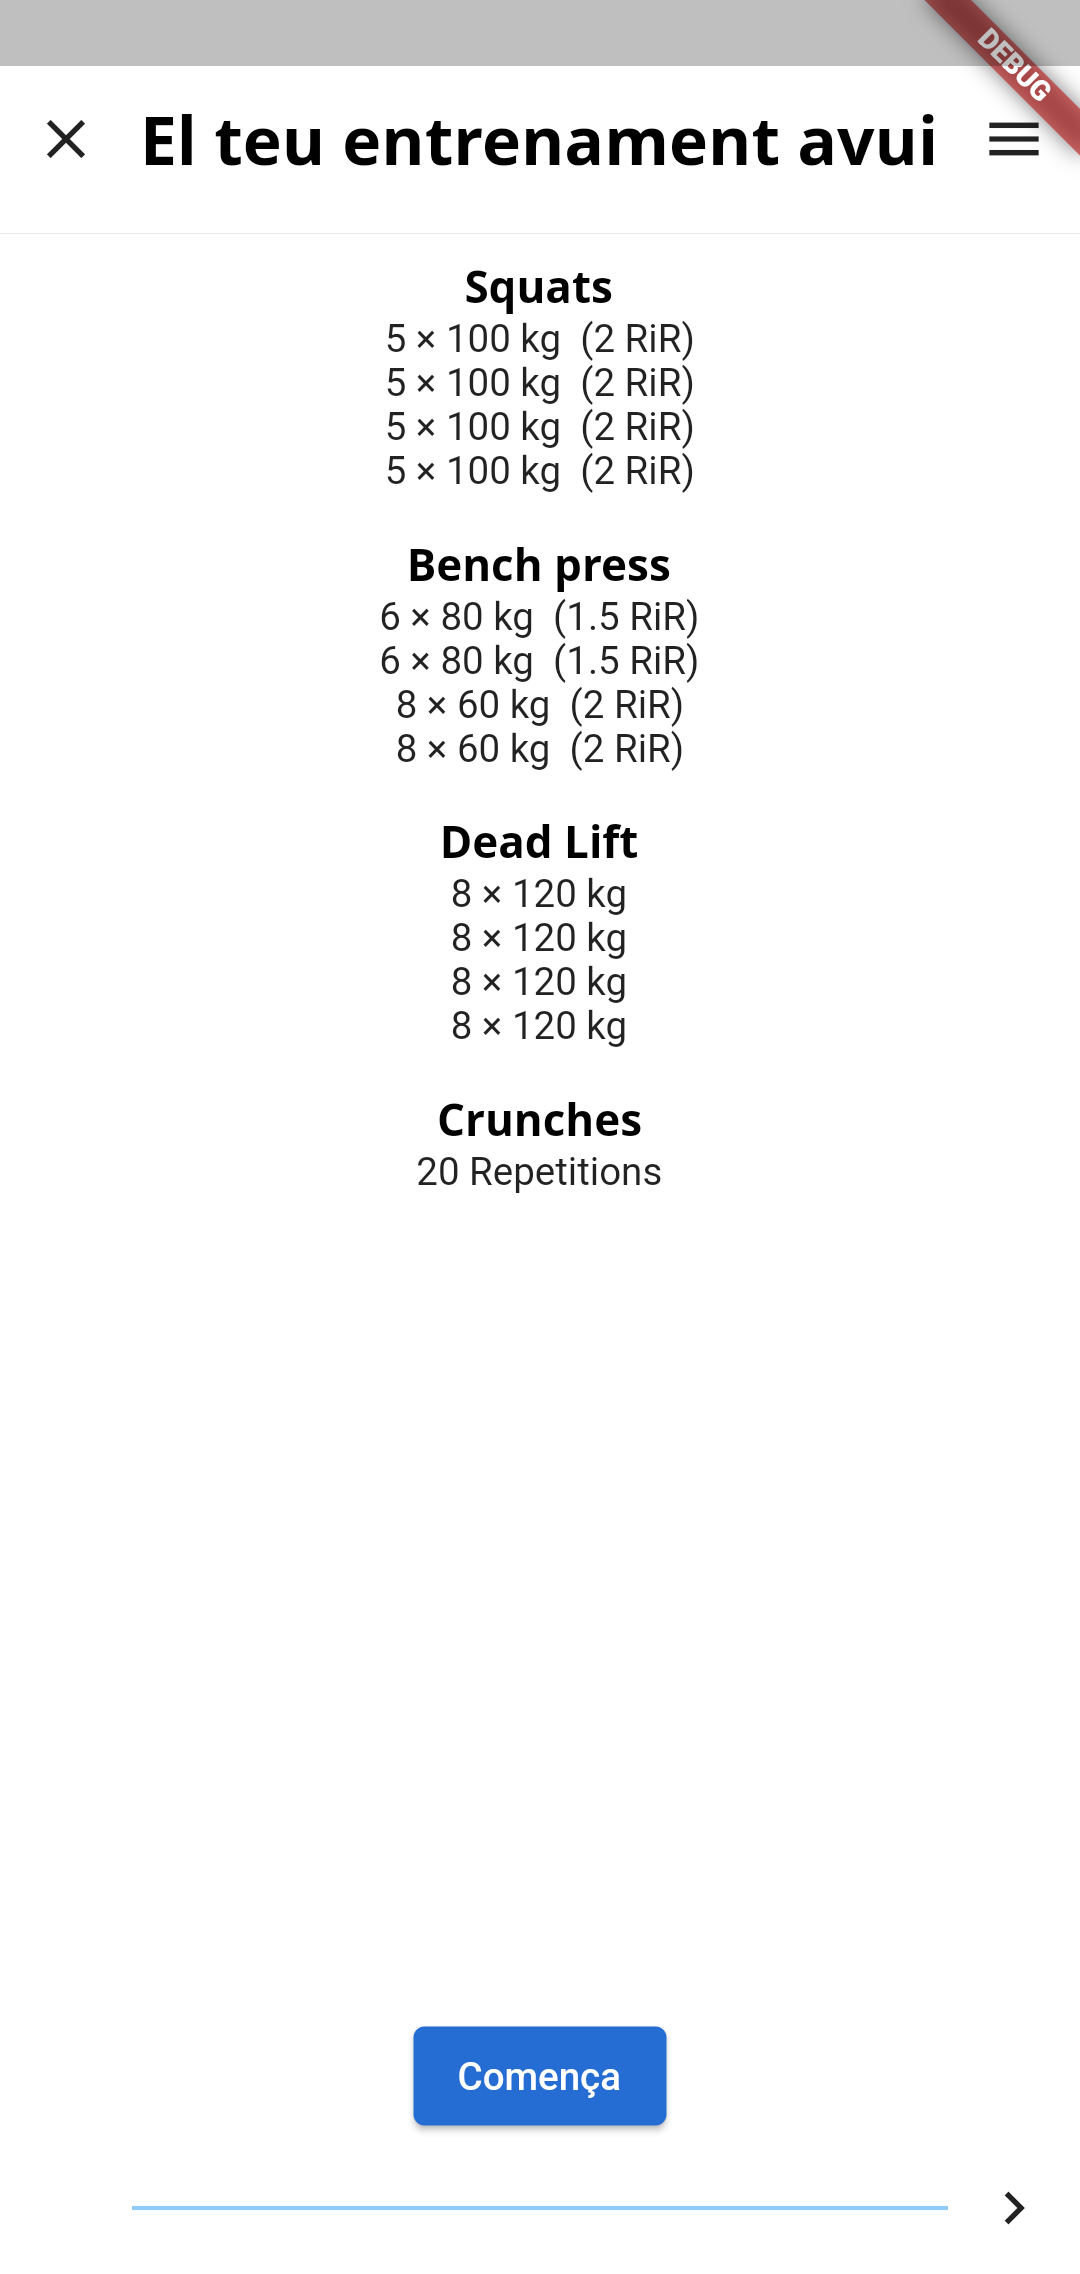 DEBUG
El teu entrenament avui
Squats
5 × 100 kg (2 RiR)
5 × 100 kg (2 RiR)
5 × 100 kg (2 RiR)
5 × 100 kg (2 RiR)
Bench press
6 × 80 kg (1.5 RiR)
6 × 80 kg (1.5 RiR)
8 × 60 kg (2 RiR)
8 × 60 kg (2 RiR)
Dead Lift
8 × 120 kg
8 × 120 kg
8 × 120 kg
8 × 120 kg
Crunches
20 Repetitions
Comença